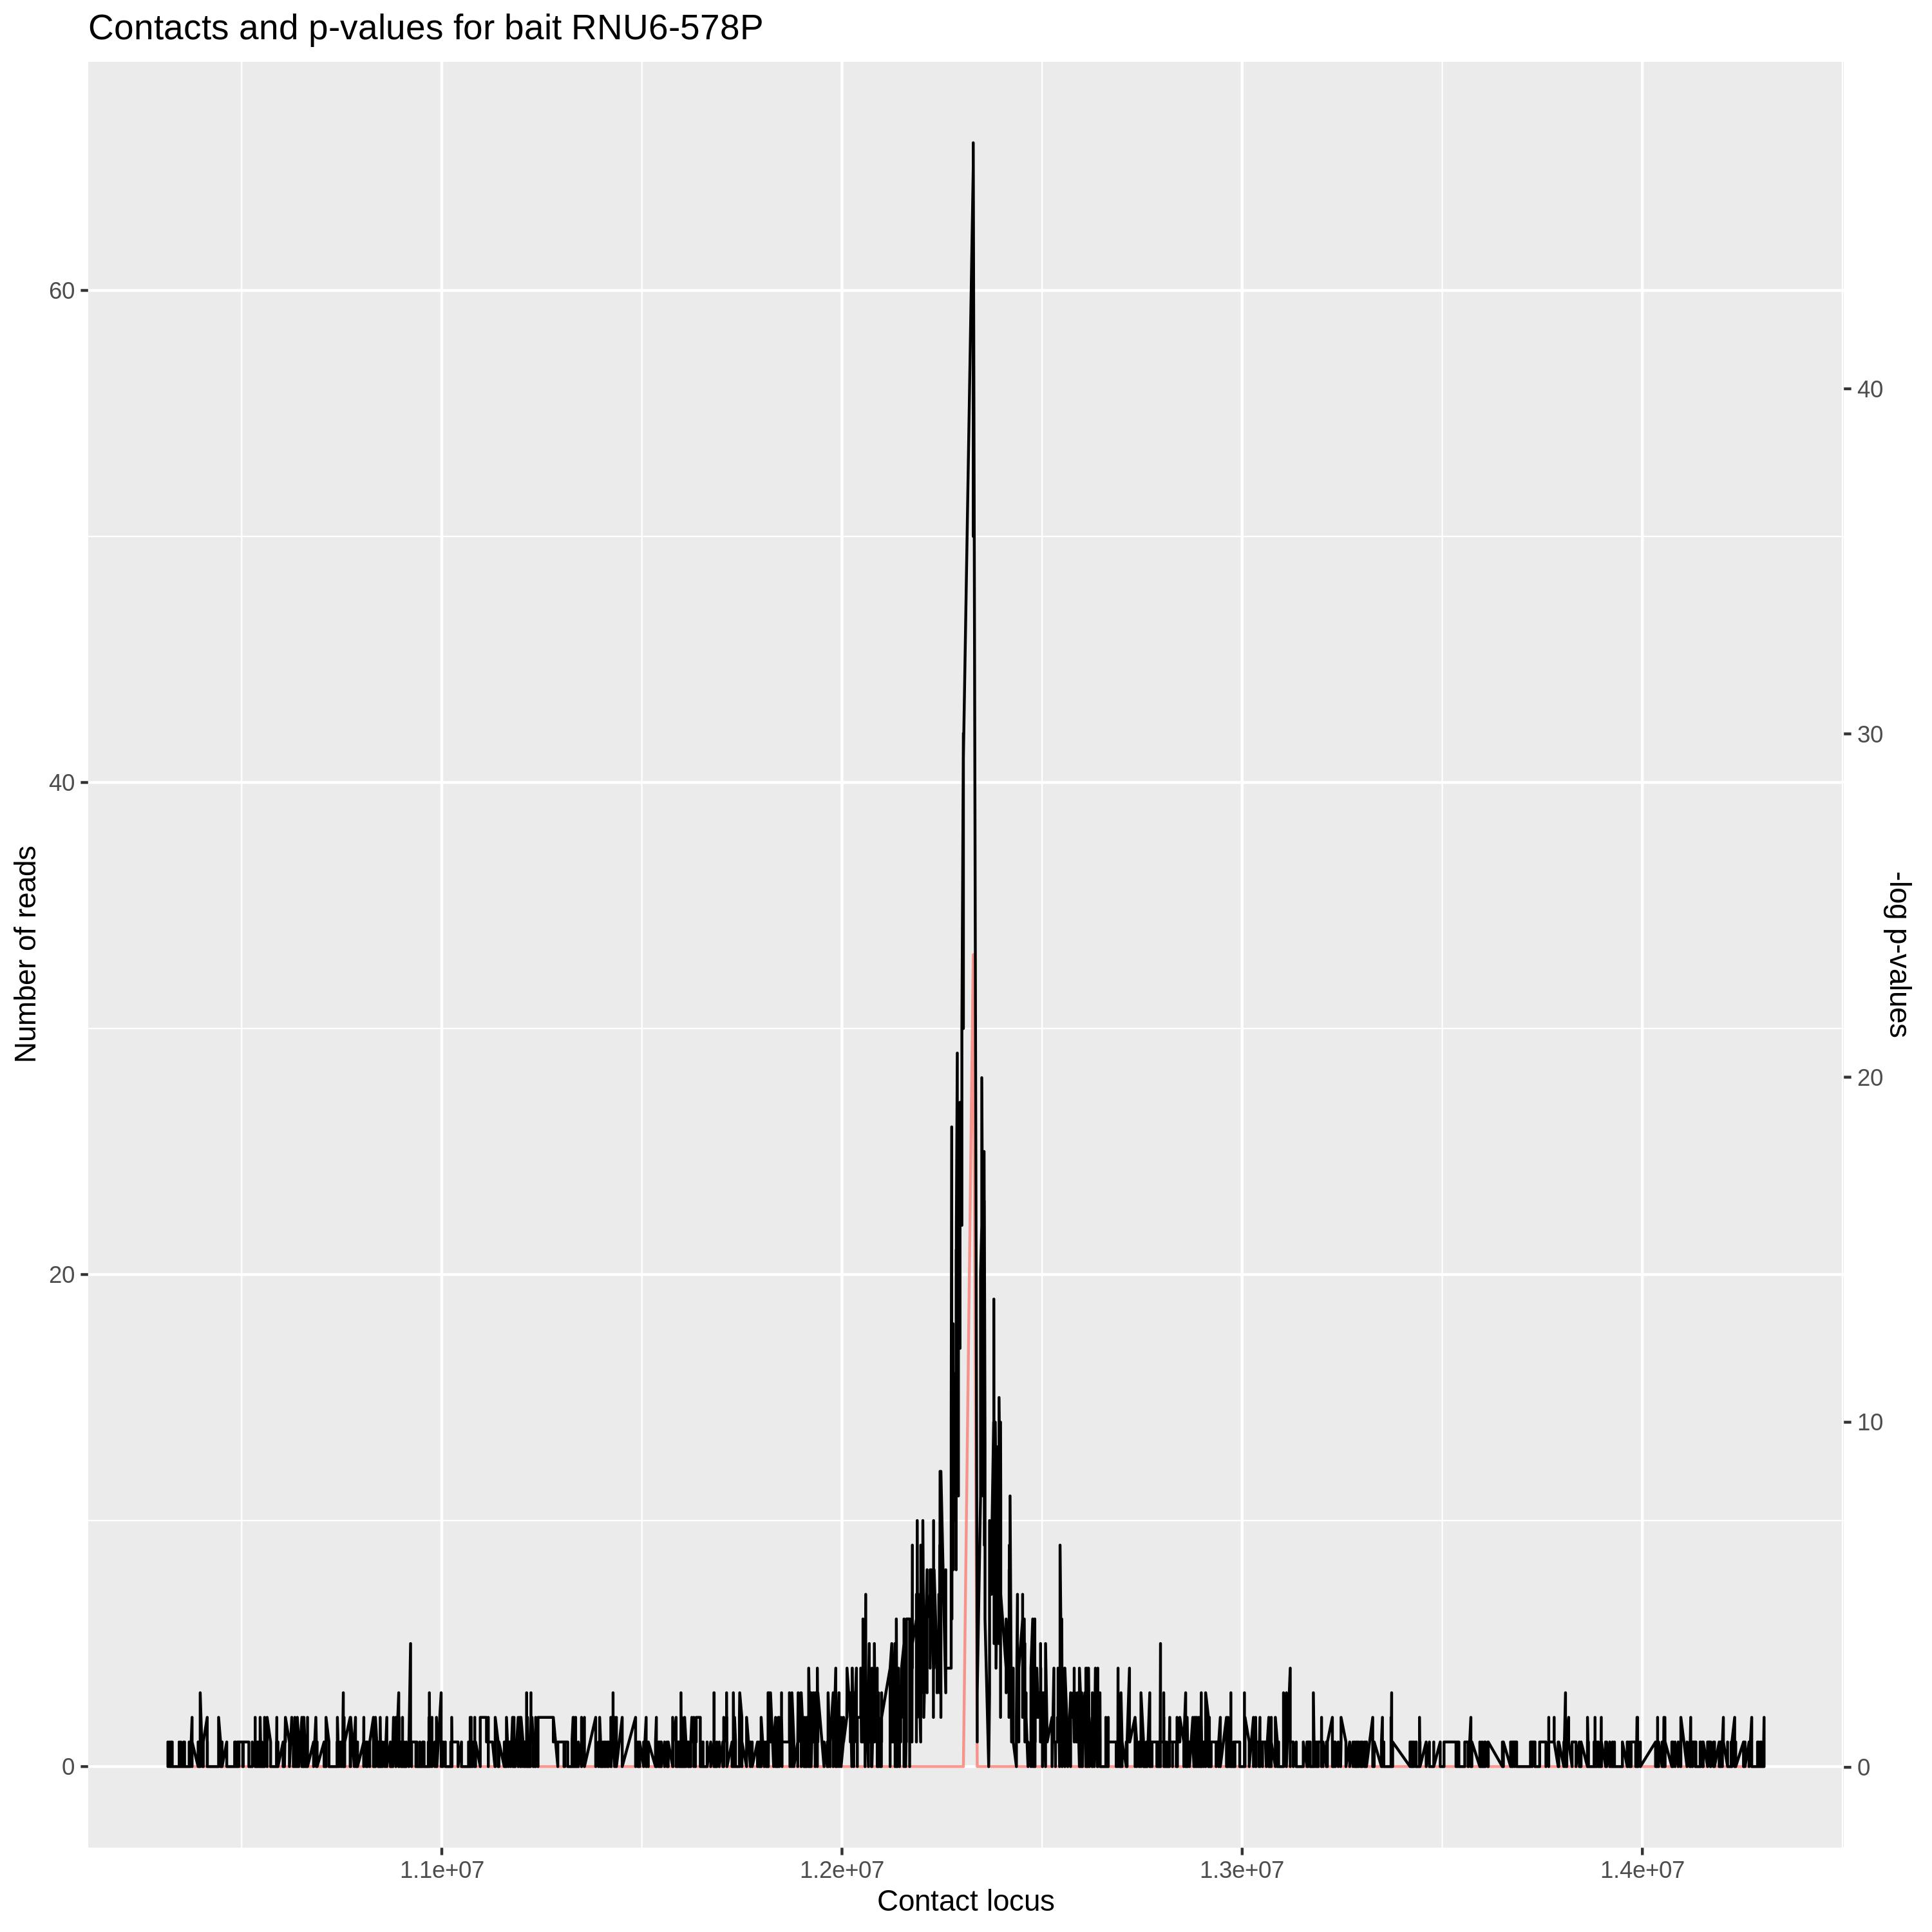 Contacts and p-values for bait RNU6-578P
60
40
20
0
Number of reads
40
30
20
10
0
-log p-values
1.1e+07
1.2e+07
1.3e+07
1.4e+07
Contact locus